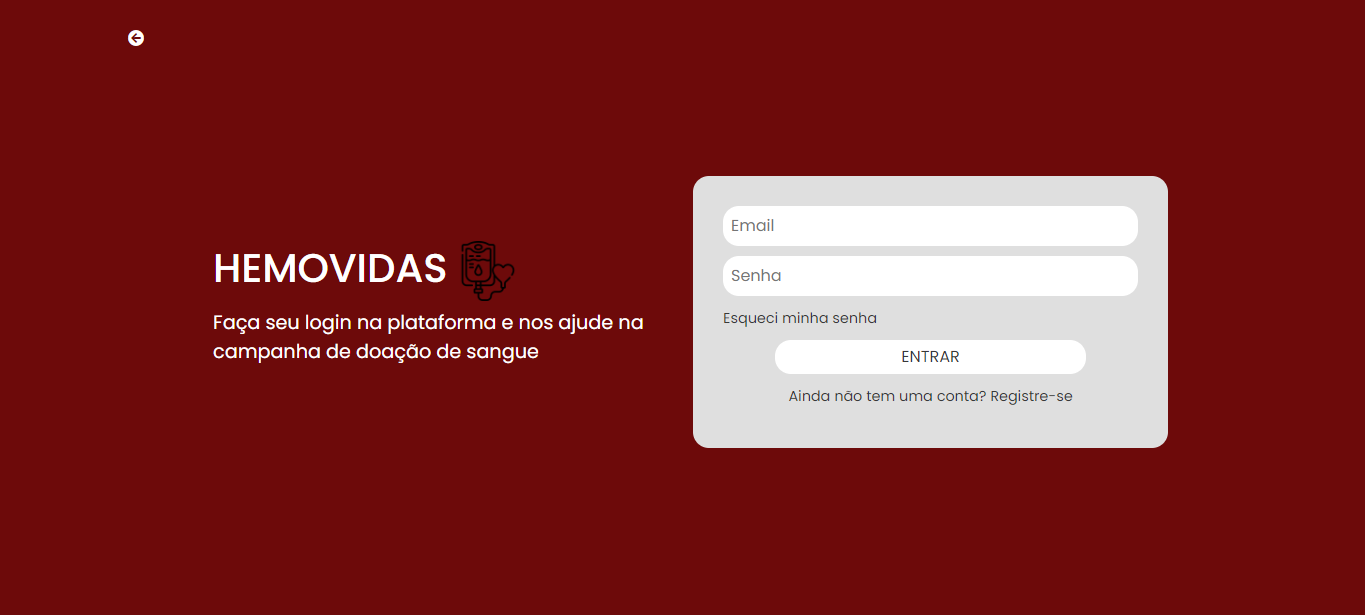 HEMOVIDAS
Faça seu login na plataforma e nos ajude na
campanha de doação de sangue
Email
Senha
Esqueci minha senha
ENTRAR
Ainda não tem uma conta? Registre-se